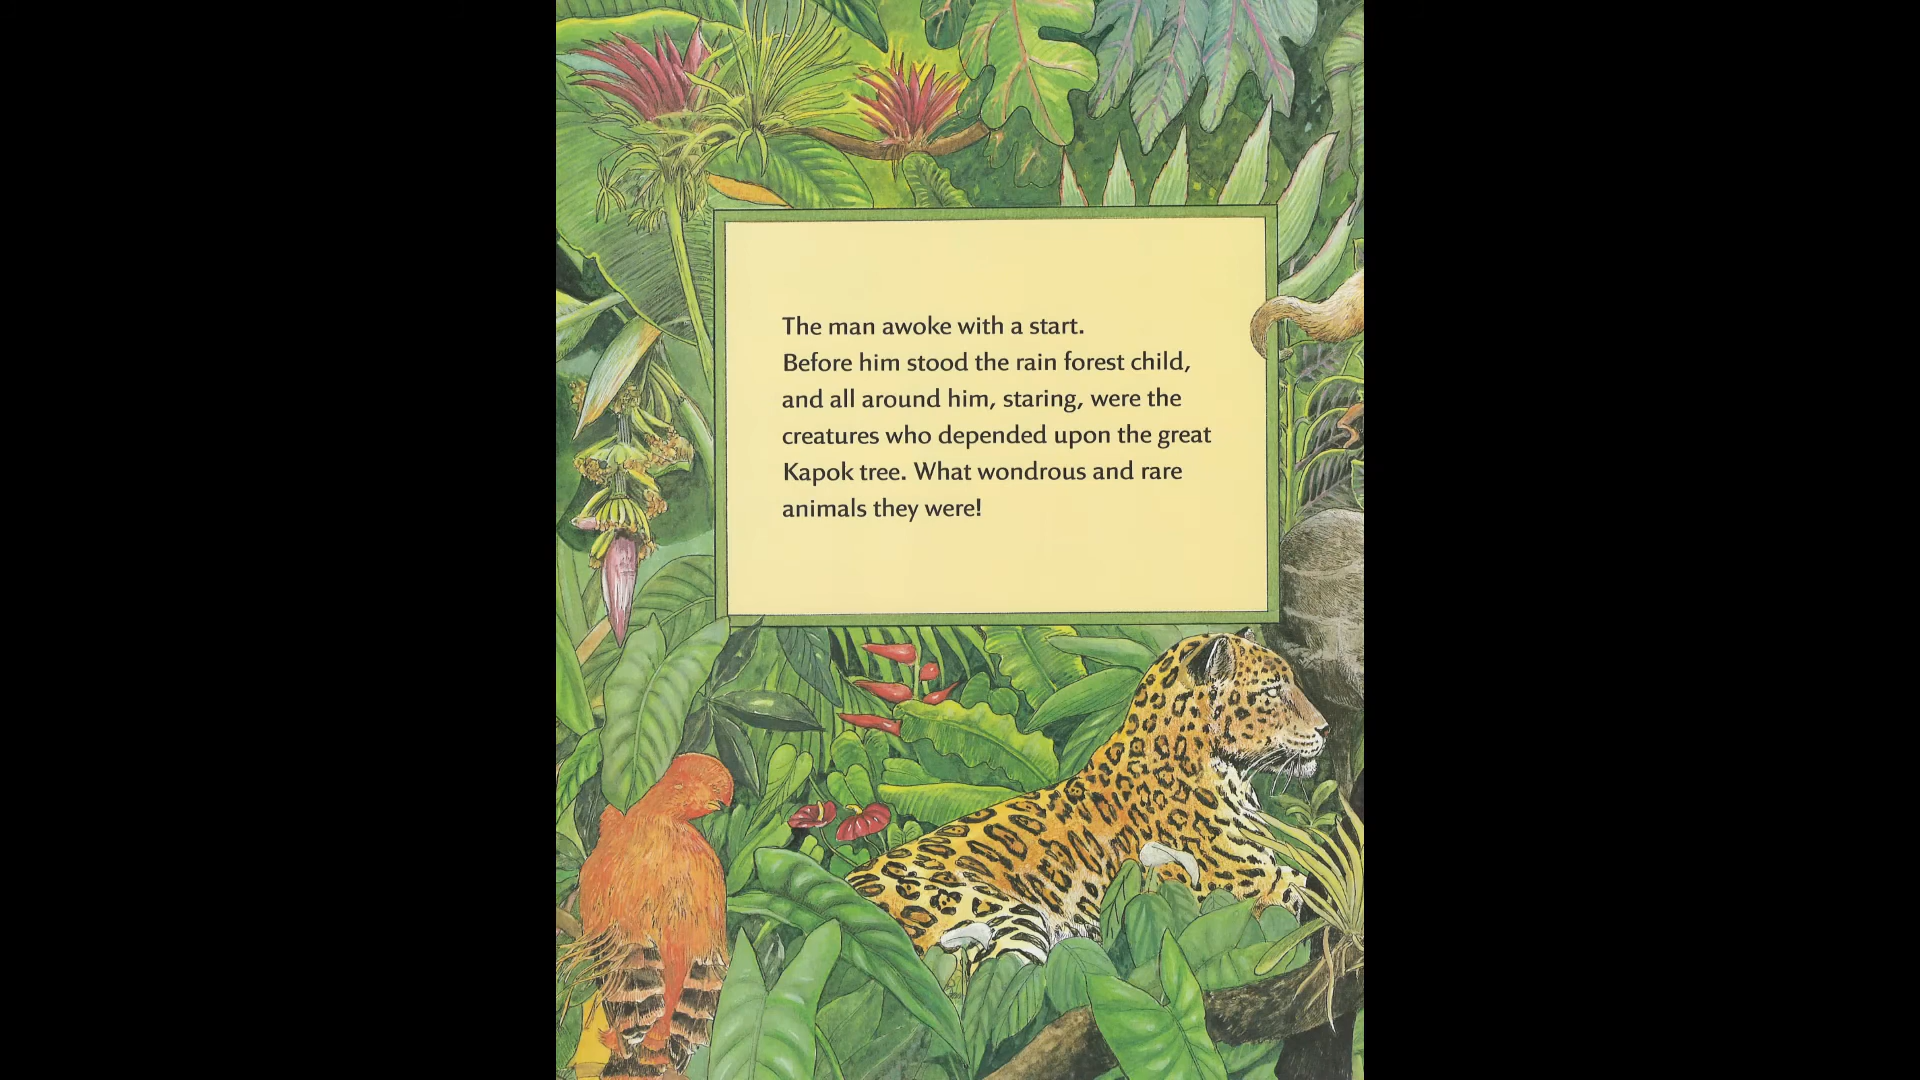 The man awoke with a start.
Before him stood the rain forest child,
and all around him, staring, were the
creatures who depended upon the great
Kapok tree. What wondrous and rare
animals they were!